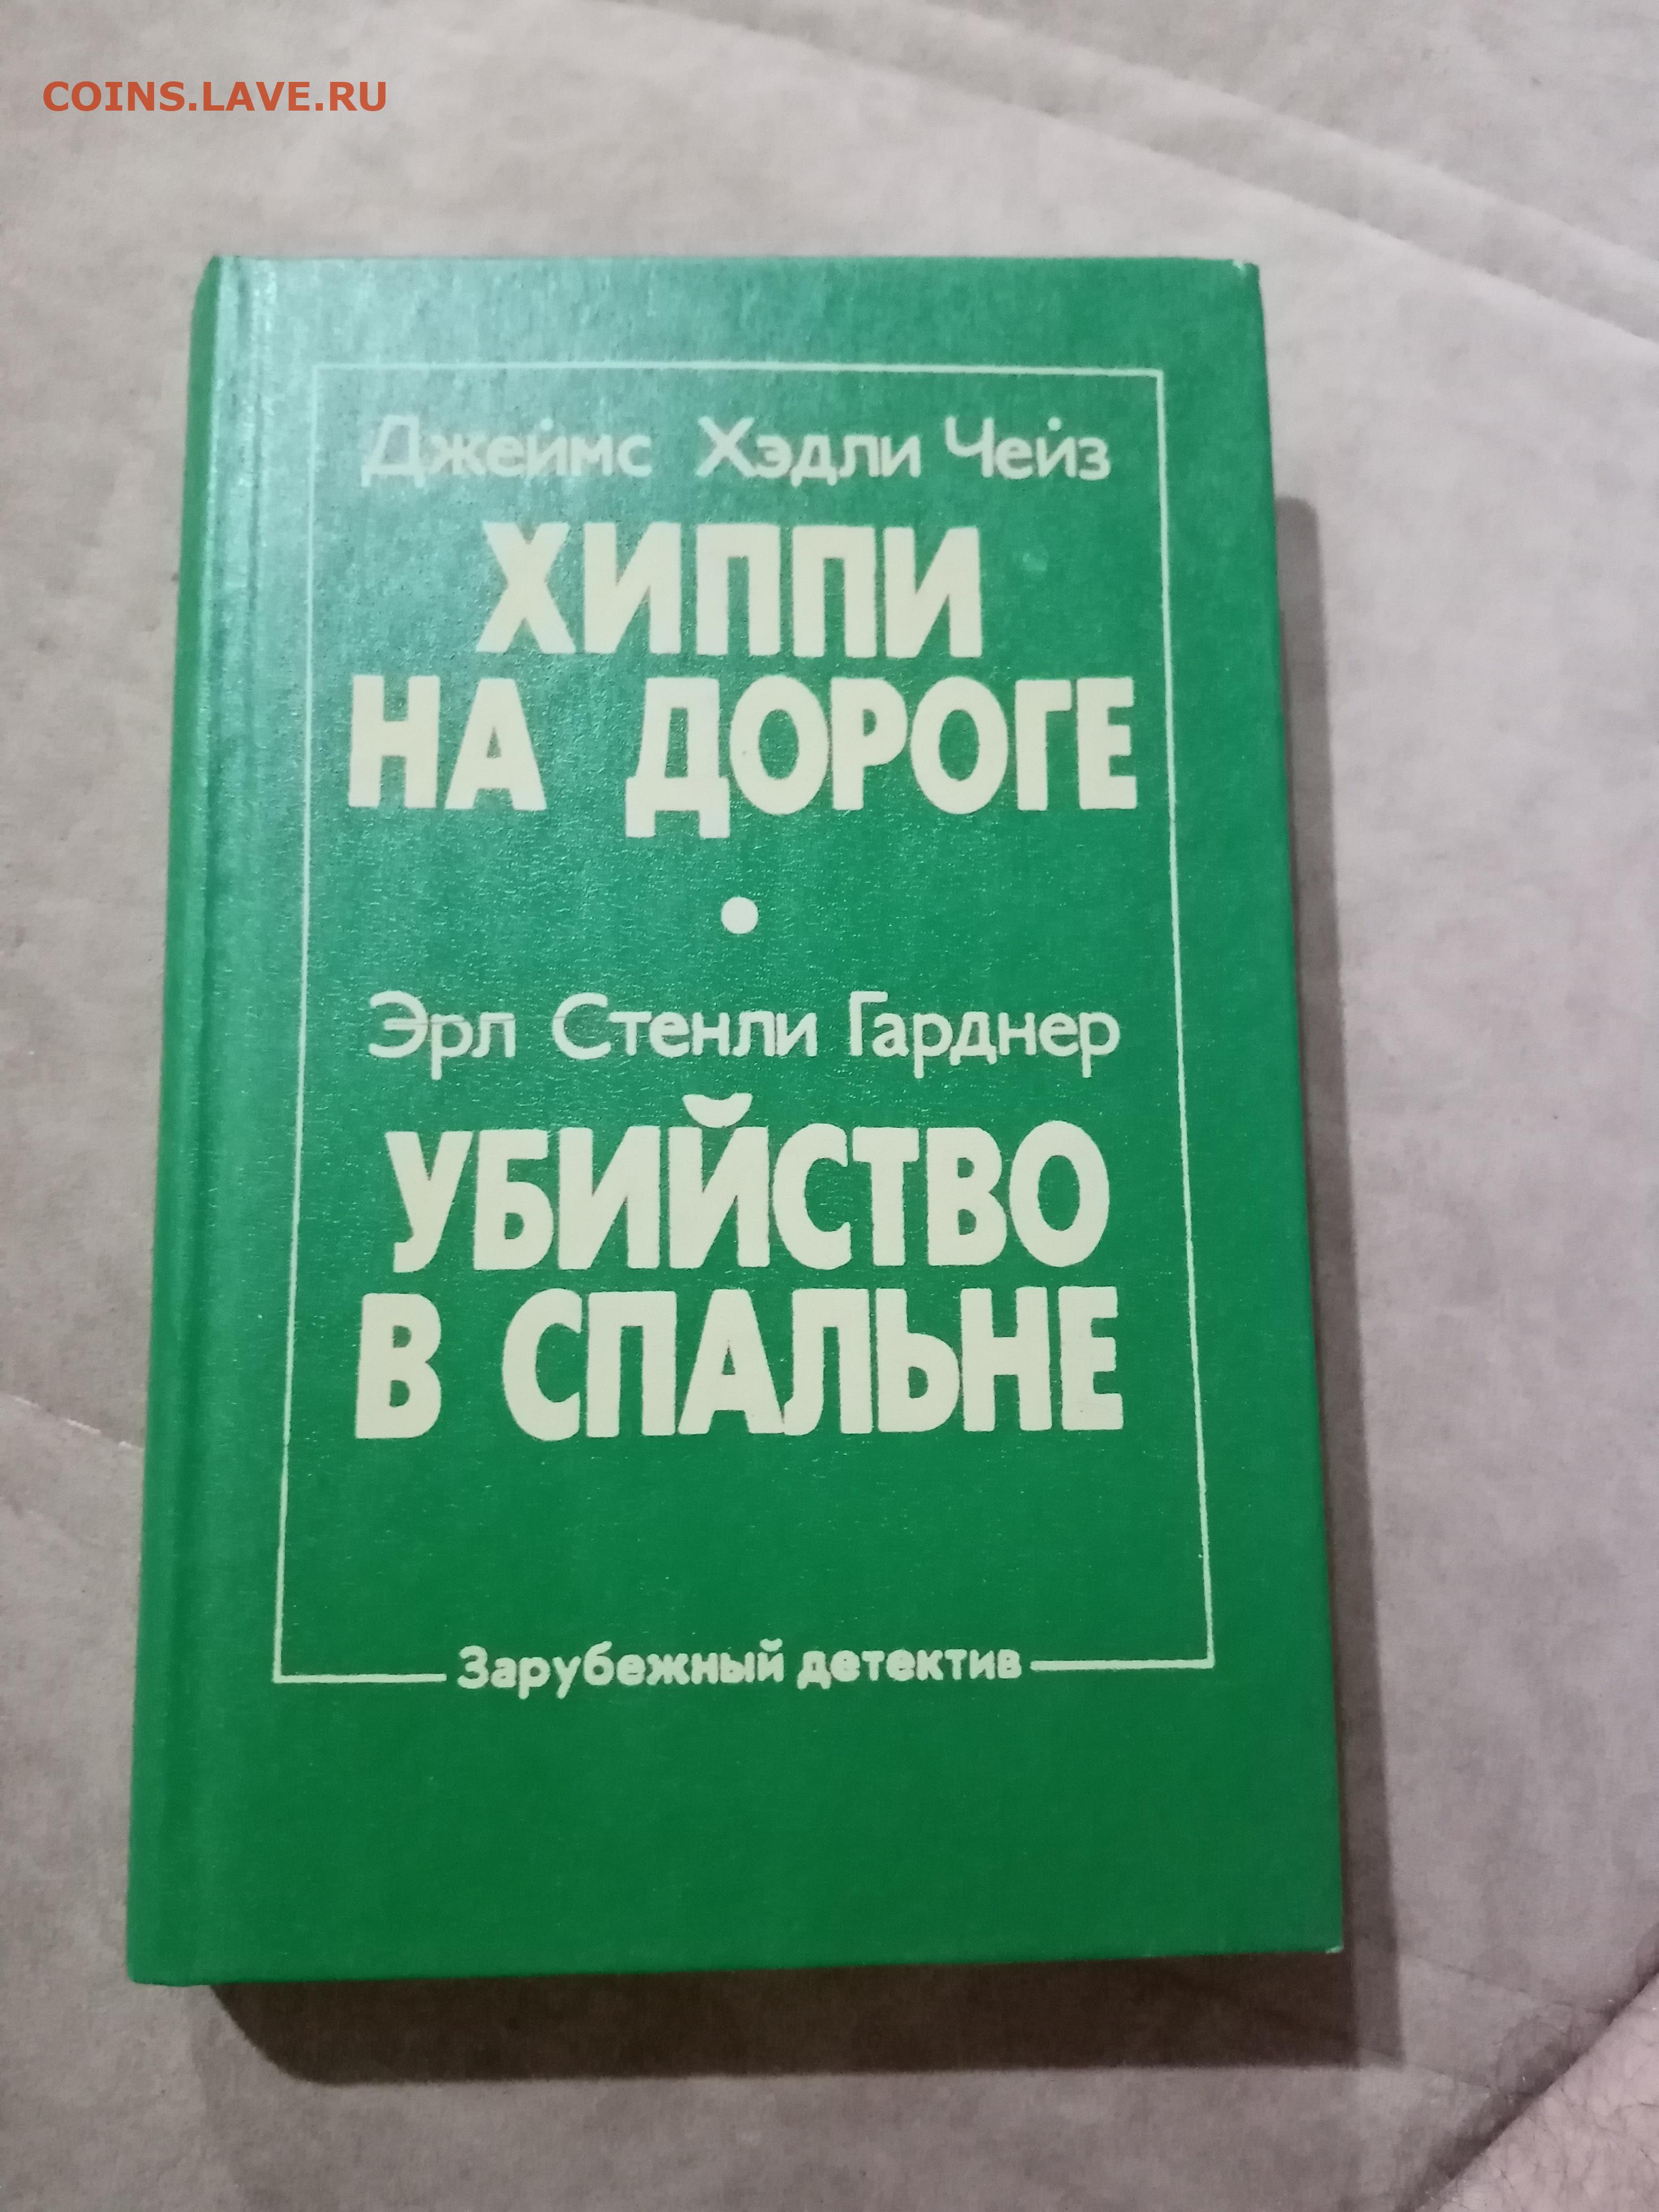 COINS.LAVE.RU
Джеймс Хэдли Чейз
ХИППИ
НА ДОРОГЕ
•
Эрл Стенли Гарднер
УБИЙСТВО
В СПАЛЬНЕ
Зарубежный детектив